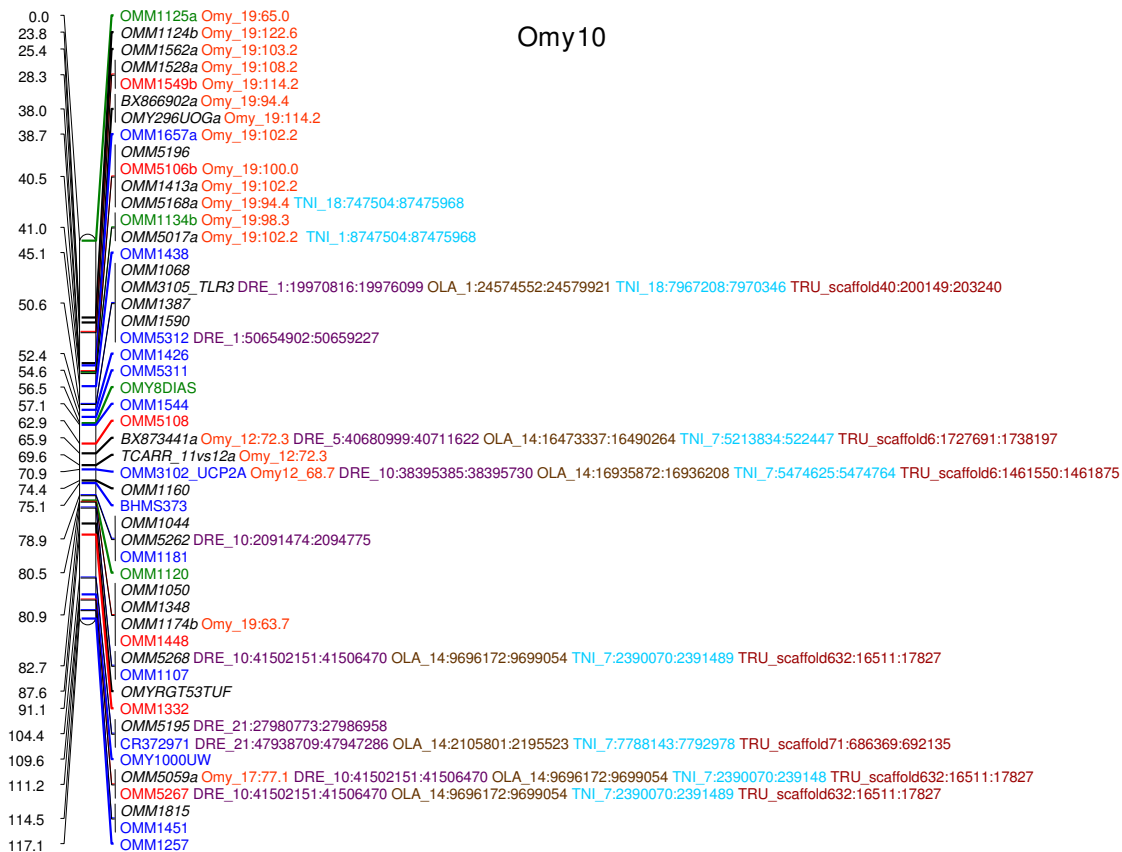 Omy10
0.0 OMM1125a Omy_19:65.0
23.8 OMM1124b Omy_19:122.6
25.4 OMM1562a Omy_19:103.2
OMM1528a Omy_19:108.2
28.3 OMM1549b Omy_19:114.2
BX866902a Omy_19:94.4
38.0 OMY296UOGa Omy_19:114.2
38.7 OMM1657a Omy_19:102.2
OMM5196
OMM5106b Omy_19:100.0
40.5 OMM1413a Omy_19:102.2
OMM5168a Omy_19:94.4 TNI_18:747504:87475968
41.0 OMM1134b Omy_19:98.3
OMM5017a Omy_19:102.2 TNI_1:8747504:87475968
45.1 OMM1438
OMM1068
OMM3105_TLR3 DRE_1:19970816:19976099 OLA_1:24574552:24579921 TNI_18:7967208:7970346 TRU_scaffold40:200149:203240
50.6 OMM1387
OMM1590
OMM5312 DRE_1:50654902:50659227
52.4 OMM1426
54.6 OMM5311
56.5 OMY8DIAS
57.1 OMM1544
62.9 OMM5108
65.9 BX873441a Omy_12:72.3 DRE_5:40680999:40711622 OLA_14:16473337:16490264 TNI_7:5213834:522447 TRU_scaffold6:1727691:1738197
69.6 TCARR_11vs12a Omy_12:72.3
70.9 OMM3102_UCP2A Omy12_68.7 DRE_10:38395385:38395730 OLA_14:16935872:16936208 TNI_7:5474625:5474764 TRU_scaffold6:1461550:1461875
74.4 OMM1160
75.1 BHMS373
OMM1044
78.9 OMM5262 DRE_10:2091474:2094775
OMM1181
80.5 OMM1120
OMM1050
OMM1348
80.9 OMM1174b Omy_19:63.7
OMM1448
OMM5268 DRE_10:41502151:41506470 OLA_14:9696172:9699054 TNI_7:2390070:2391489 TRU_scaffold632:16511:17827
82.7 OMM1107
87.6 OMYRGT53TUF
91.1 OMM1332
OMM5195 DRE_21:27980773:27986958
104.4 CR372971 DRE_21:47938709:47947286 OLA_14:2105801:2195523 TNI_7:7788143:7792978 TRU_scaffold71:686369:692135
109.6 OMY1000UW
OMM5059a Omy_17:77.1 DRE_10:41502151:41506470 OLA_14:9696172:9699054 TNI_7:2390070:239148 TRU_scaffold632:16511:17827
111.2 OMM5267 DRE_10:41502151:41506470 OLA_14:9696172:9699054 TNI_7:2390070:2391489 TRU_scaffold632:16511:17827
OMM1815
114.5 OMM1451
117.1 OMM1257